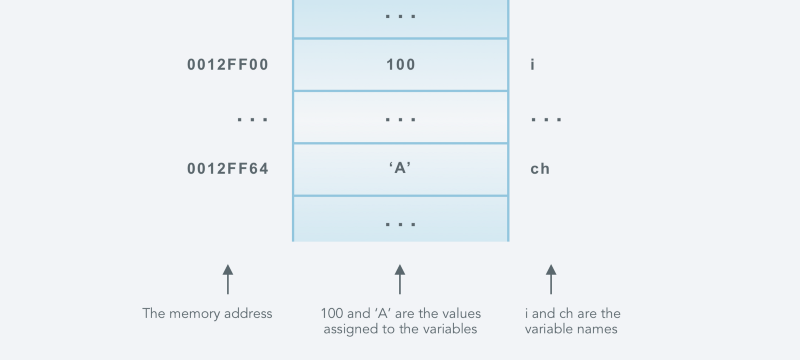 ...
0012FF00 100 i
... ... ...
0012FF64 ‘A’ ch
...
The memory address
100 and ‘A’ are the values
assigned to the variables
i and ch are the
variable names